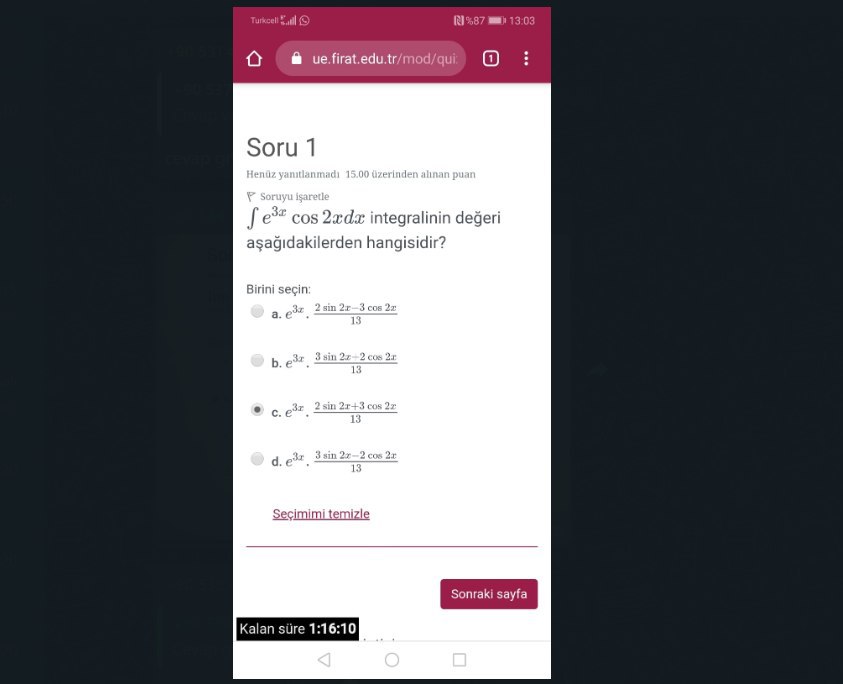 Turkcell %87 13:03
ue.firat.edu.tr/mod/qui 1
Soru 1
Henüz yanıtlanmadı 15.00 üzerinden alınan puan
Soruyu işaretle
∫ e^{3x} cos 2xdx integralinin değeri
aşağıdakilerden hangisidir?
Birini seçin:
a. e^{3x} . \frac{2 sin 2x−3 cos 2x}{13}
b. e^{3x} . \frac{3 sin 2x+2 cos 2x}{13}
c. e^{3x} . \frac{2 sin 2x+3 cos 2x}{13}
d. e^{3x} . \frac{3 sin 2x−2 cos 2x}{13}
Seçimimi temizle
Sonraki sayfa
Kalan süre 1:16:10